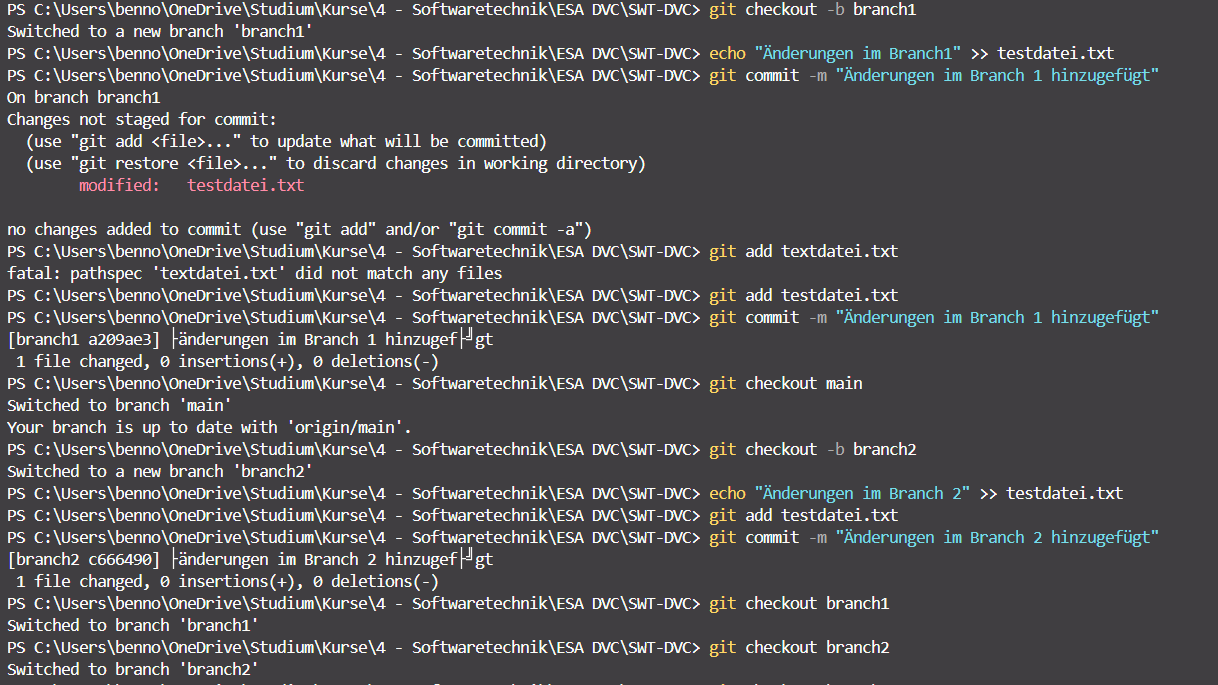 PS C:\Users\benno\OneDrive\Studium\Kurse\4 - Softwaretechnik\ESA DVC\SWT-DVC> git checkout -b branch1
Switched to a new branch 'branch1'
PS C:\Users\benno\OneDrive\Studium\Kurse\4 - Softwaretechnik\ESA DVC\SWT-DVC> echo "Änderungen im Branch1" >> testdatei.txt
PS C:\Users\benno\OneDrive\Studium\Kurse\4 - Softwaretechnik\ESA DVC\SWT-DVC> git commit -m "Änderungen im Branch 1 hinzugefügt"
On branch branch1
Changes not staged for commit:
  (use "git add <file>..." to update what will be committed)
  (use "git restore <file>..." to discard changes in working directory)
        modified:   testdatei.txt

no changes added to commit (use "git add" and/or "git commit -a")
PS C:\Users\benno\OneDrive\Studium\Kurse\4 - Softwaretechnik\ESA DVC\SWT-DVC> git add textdatei.txt
fatal: pathspec 'textdatei.txt' did not match any files
PS C:\Users\benno\OneDrive\Studium\Kurse\4 - Softwaretechnik\ESA DVC\SWT-DVC> git add testdatei.txt
PS C:\Users\benno\OneDrive\Studium\Kurse\4 - Softwaretechnik\ESA DVC\SWT-DVC> git commit -m "Änderungen im Branch 1 hinzugefügt"
[branch1 a209ae3] ├änderungen im Branch 1 hinzugef├╝gt
 1 file changed, 0 insertions(+), 0 deletions(-)
PS C:\Users\benno\OneDrive\Studium\Kurse\4 - Softwaretechnik\ESA DVC\SWT-DVC> git checkout main
Switched to branch 'main'
Your branch is up to date with 'origin/main'.
PS C:\Users\benno\OneDrive\Studium\Kurse\4 - Softwaretechnik\ESA DVC\SWT-DVC> git checkout -b branch2
Switched to a new branch 'branch2'
PS C:\Users\benno\OneDrive\Studium\Kurse\4 - Softwaretechnik\ESA DVC\SWT-DVC> echo "Änderungen im Branch 2" >> testdatei.txt
PS C:\Users\benno\OneDrive\Studium\Kurse\4 - Softwaretechnik\ESA DVC\SWT-DVC> git add testdatei.txt
PS C:\Users\benno\OneDrive\Studium\Kurse\4 - Softwaretechnik\ESA DVC\SWT-DVC> git commit -m "Änderungen im Branch 2 hinzugefügt"
[branch2 c666490] ├änderungen im Branch 2 hinzugef├╝gt
 1 file changed, 0 insertions(+), 0 deletions(-)
PS C:\Users\benno\OneDrive\Studium\Kurse\4 - Softwaretechnik\ESA DVC\SWT-DVC> git checkout branch1
Switched to branch 'branch1'
PS C:\Users\benno\OneDrive\Studium\Kurse\4 - Softwaretechnik\ESA DVC\SWT-DVC> git checkout branch2
Switched to branch 'branch2'